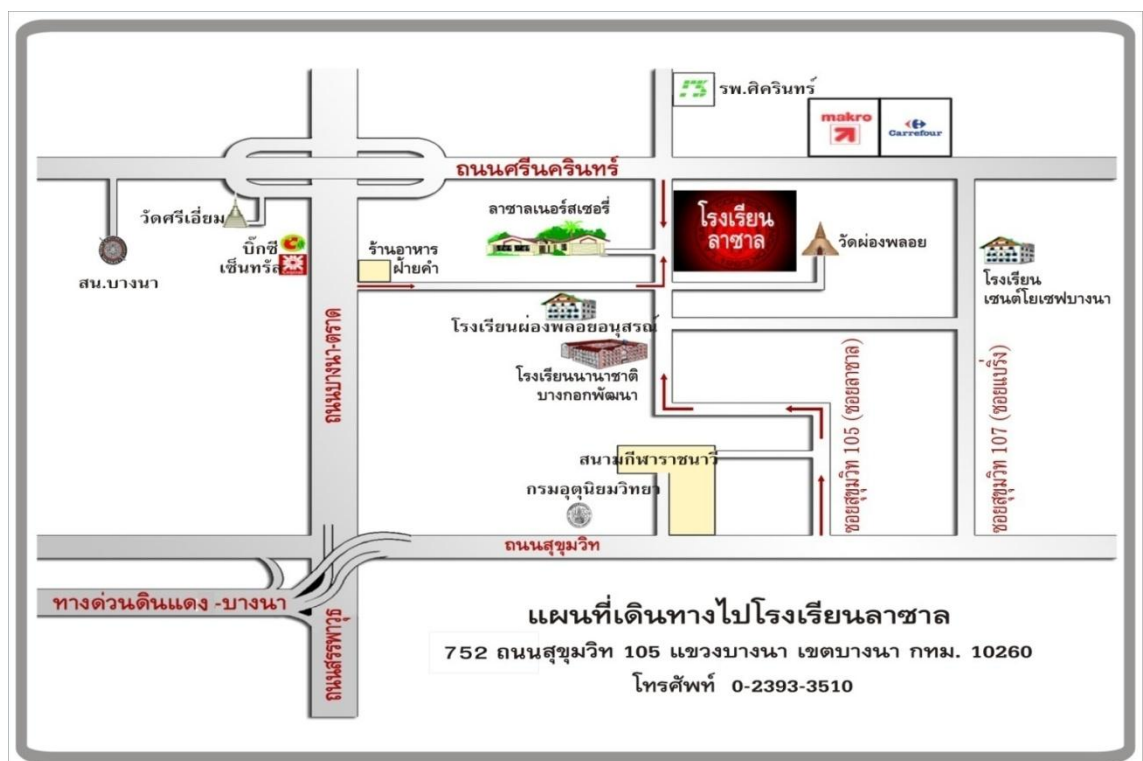 รพ.ศิครินทร์
makro
Carrefour
ถนนศรีนครินทร์
ลาซาลเนอร์สเซอรี่
โรงเรียน
ลาซาล
วัดศรีเอี่ยม
บิ๊กซี
เซ็นทรัล
สน.บางนา
ร้านอาหาร
ฝ้ายคำ
วัดผ่องพลอย
โรงเรียน
เซนต์โยเซฟบางนา
โรงเรียนผ่องพลอยอนุสรณ์
โรงเรียนนานาชาติ
บางกอกพัฒนา
ถนนบางนา-ตราด
ซอยสุขุมวิท 105 (ซอยลาซาล)
ซอยสุขุมวิท 107 (ซอยแบริ่ง)
สนามกีฬาราชนาวี
กรมอุตุนิยมวิทยา
ถนนสุขุมวิท
ทางด่วนดินแดง -บางนา
ถนนสรรพาวุธ
แผนที่เดินทางไปโรงเรียนลาซาล
752 ถนนสุขุมวิท 105 แขวงบางนา เขตบางนา กทม. 10260
โทรศัพท์ 0-2393-3510